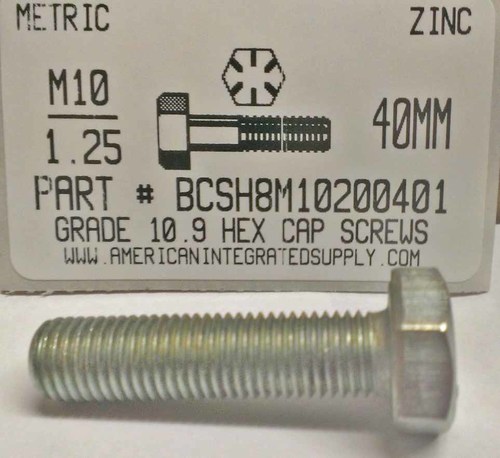 METRIC ZINC
M10
1.25
40MM
PART # BCSH8M10200401
GRADE 10.9 HEX CAP SCREWS
WWW.AMERICANINTEGRATEDSUPPLY.COM